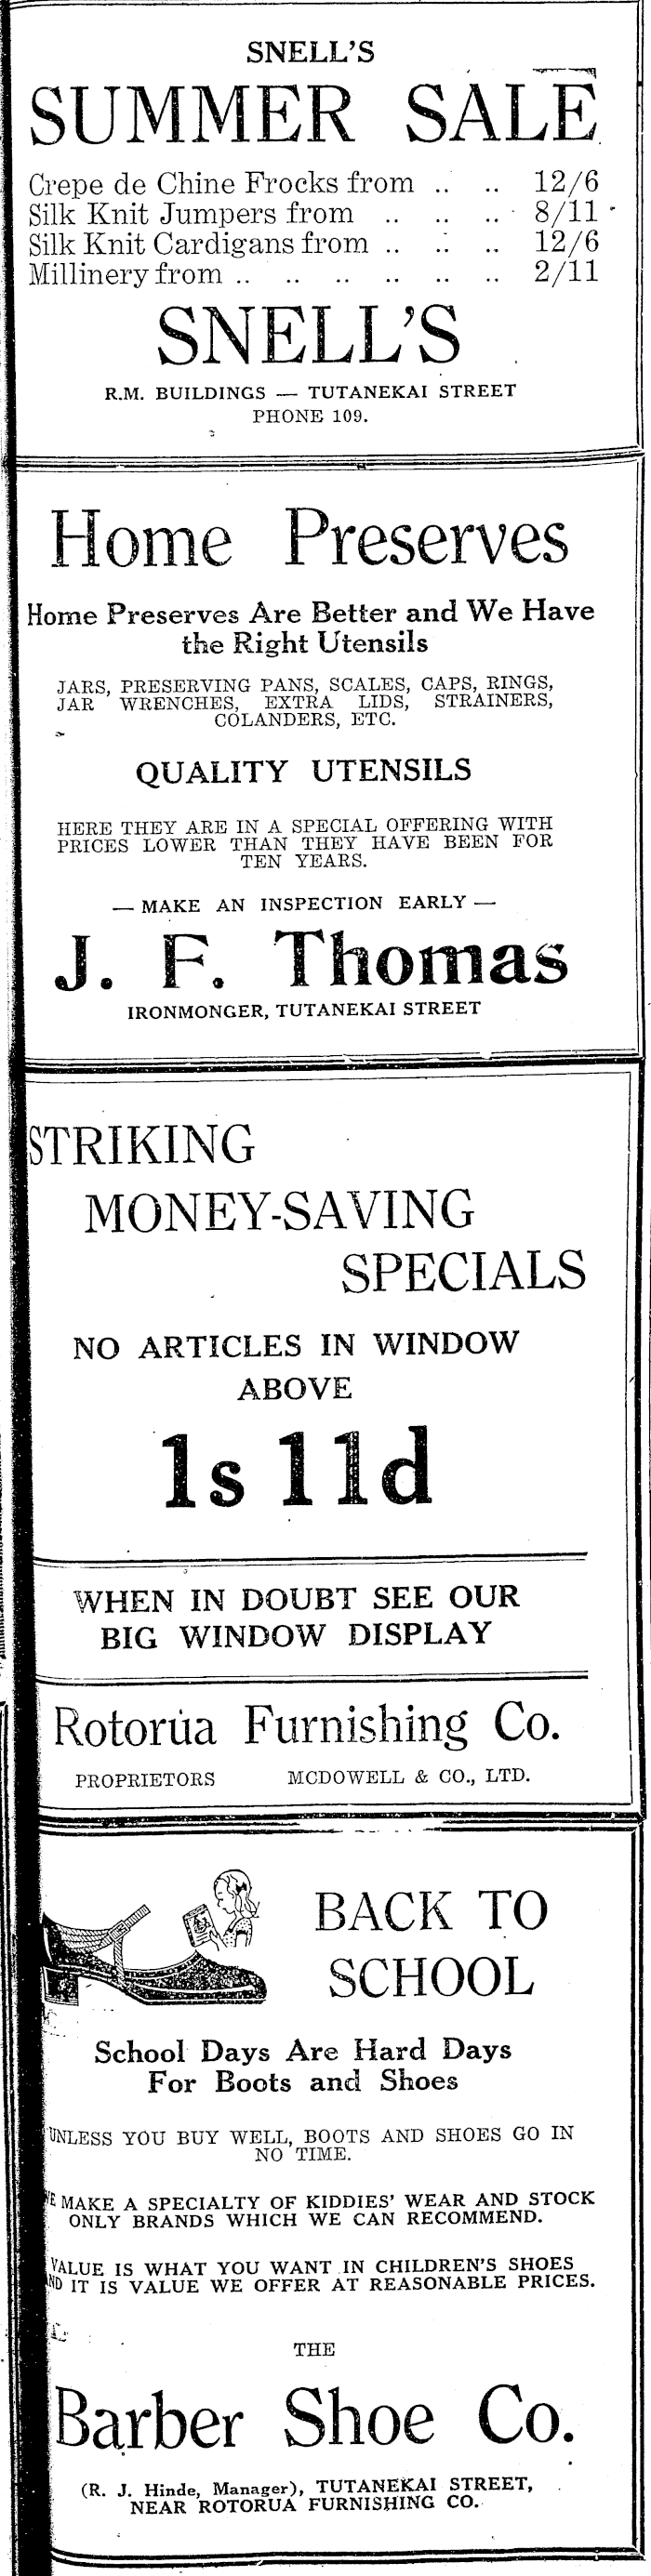 SNELL'S
SUMMER SALE
Crepe de Chine Frocks from .. .. 12/6
Silk Knit Jumpers from .. .. .. 8/11
Silk Knit Cardigans from .. .. .. 12/6
Millinery from .. .. .. .. .. .. 2/11
SNELL'S
R.M. BUILDINGS — TUTANEKAI STREET
PHONE 109.
Home Preserves
Home Preserves Are Better and We Have
the Right Utensils
JARS, PRESERVING PANS, SCALES, CAPS, RINGS,
JAR WRENCHES, EXTRA LIDS, STRAINERS,
COLANDERS, ETC.
QUALITY UTENSILS
HERE THEY ARE IN A SPECIAL OFFERING WITH
PRICES LOWER THAN THEY HAVE BEEN FOR
TEN YEARS.
— MAKE AN INSPECTION EARLY —
J. F. Thomas
IRONMONGER, TUTANEKAI STREET
STRIKING
MONEY-SAVING
SPECIALS
NO ARTICLES IN WINDOW
ABOVE
1s 11d
WHEN IN DOUBT SEE OUR
BIG WINDOW DISPLAY
Rotorua Furnishing Co.
PROPRIETORS MCDOWELL & CO., LTD.
BACK TO
SCHOOL
School Days Are Hard Days
For Boots and Shoes
UNLESS YOU BUY WELL, BOOTS AND SHOES GO IN
NO TIME.
WE MAKE A SPECIALTY OF KIDDIES' WEAR AND STOCK
ONLY BRANDS WHICH WE CAN RECOMMEND.
VALUE IS WHAT YOU WANT IN CHILDREN'S SHOES
AND IT IS VALUE WE OFFER AT REASONABLE PRICES.
THE
Barber Shoe Co.
(R. J. Hinde, Manager), TUTANEKAI STREET,
NEAR ROTORUA FURNISHING CO.